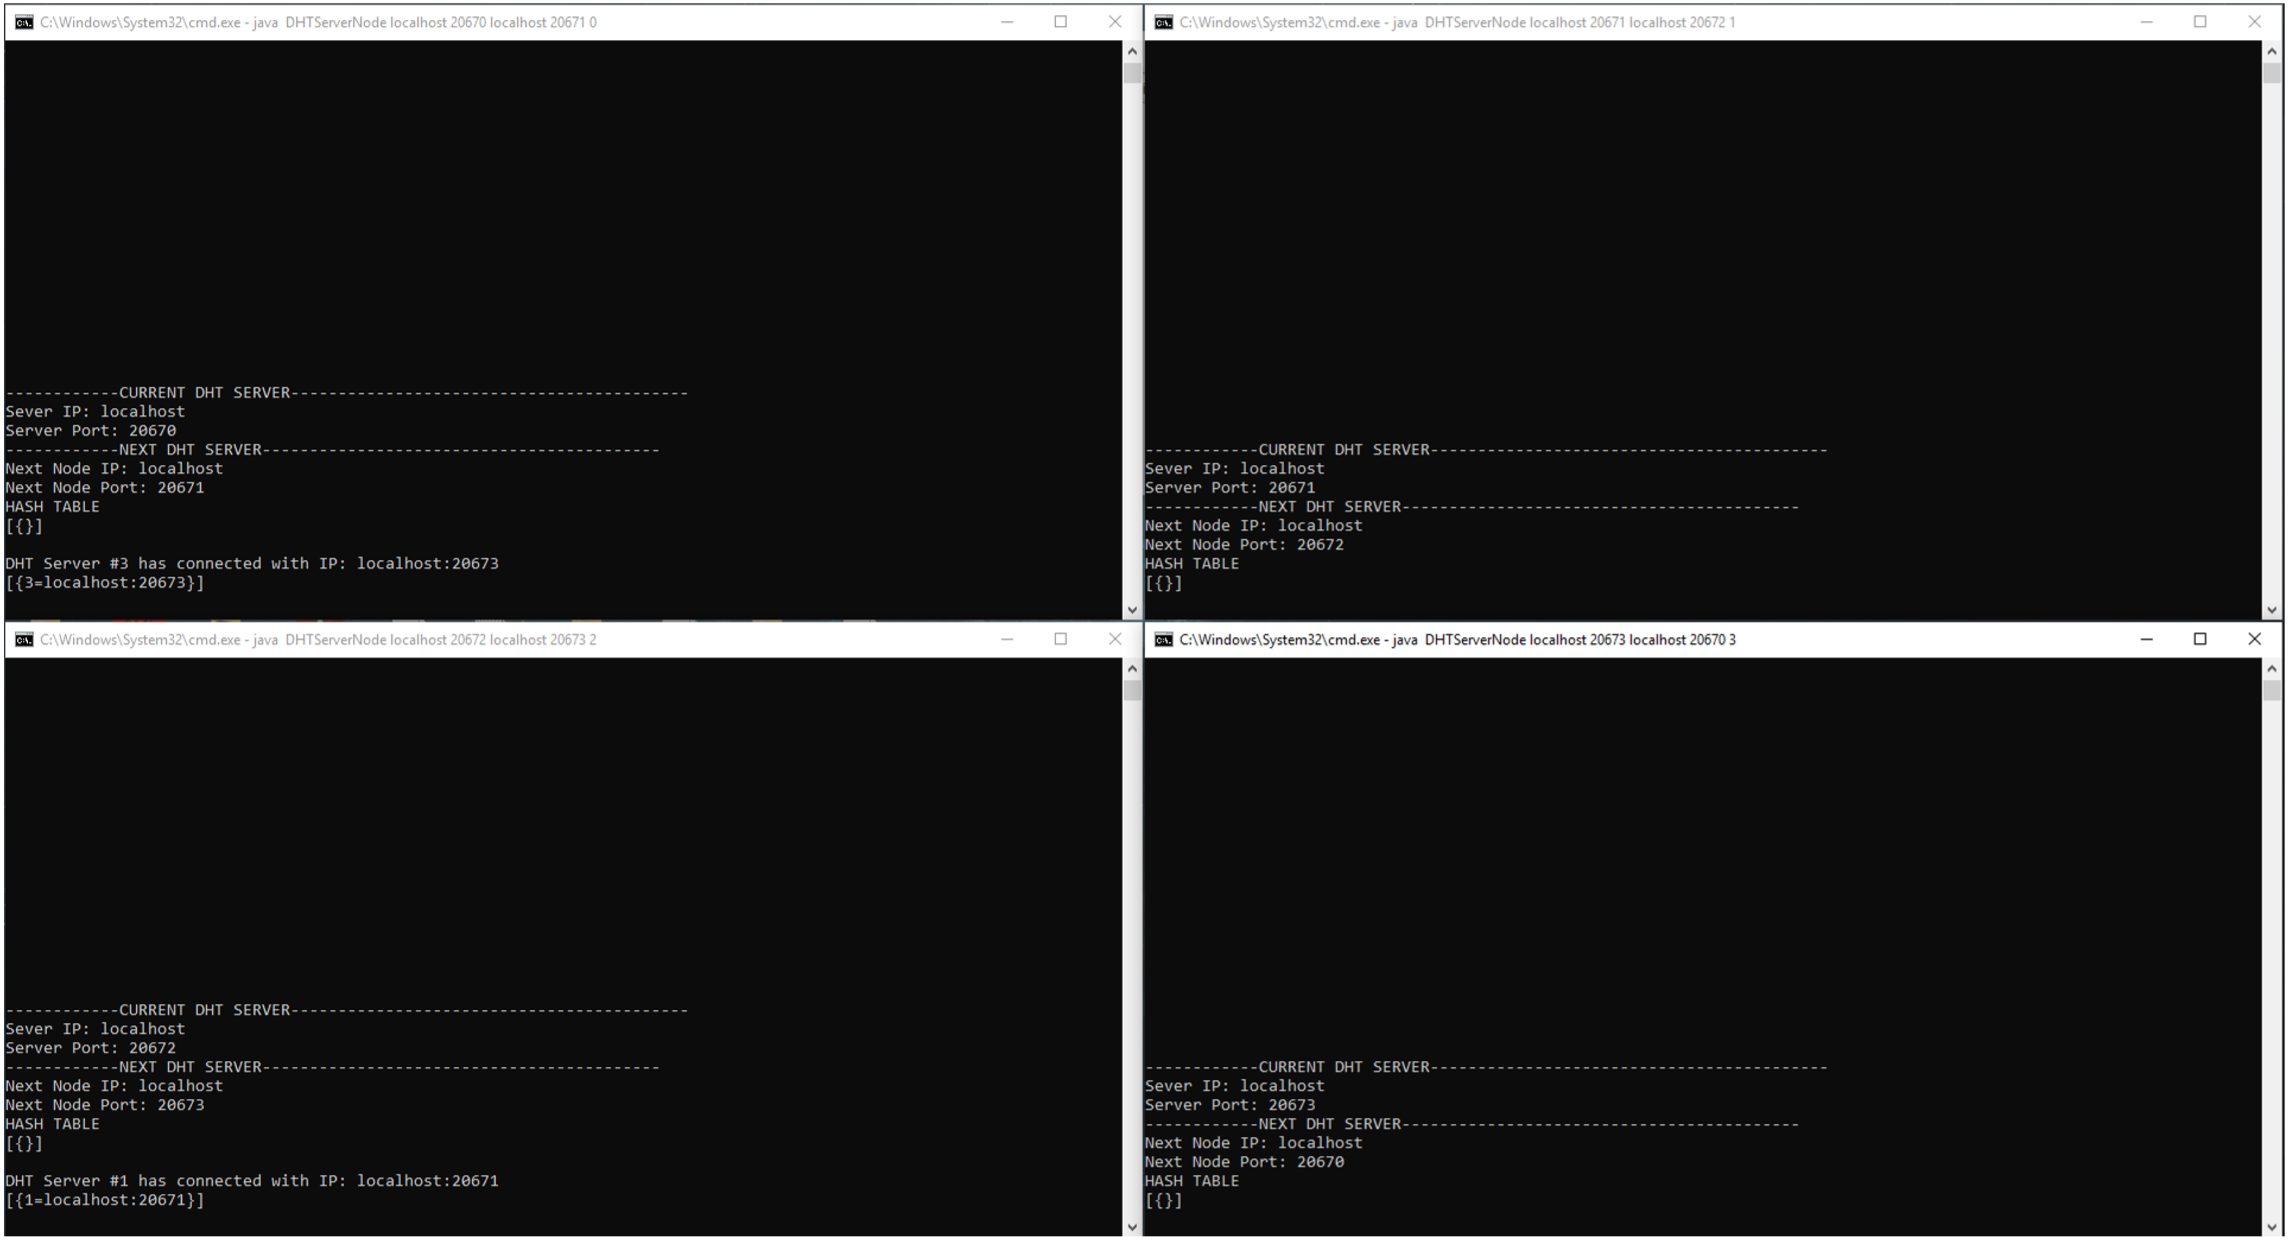 C:\Windows\System32\cmd.exe - java  DHTServerNode localhost 20670 localhost 20671 0
------------CURRENT DHT SERVER------------------------------------------
Sever IP: localhost
Server Port: 20670
------------NEXT DHT SERVER------------------------------------------
Next Node IP: localhost
Next Node Port: 20671
HASH TABLE
[{}]
DHT Server #3 has connected with IP: localhost:20673
[{3=localhost:20673}]
C:\Windows\System32\cmd.exe - java  DHTServerNode localhost 20671 localhost 20672 1
------------CURRENT DHT SERVER------------------------------------------
Sever IP: localhost
Server Port: 20671
------------NEXT DHT SERVER------------------------------------------
Next Node IP: localhost
Next Node Port: 20672
HASH TABLE
[{}]
C:\Windows\System32\cmd.exe - java  DHTServerNode localhost 20672 localhost 20673 2
------------CURRENT DHT SERVER------------------------------------------
Sever IP: localhost
Server Port: 20672
------------NEXT DHT SERVER------------------------------------------
Next Node IP: localhost
Next Node Port: 20673
HASH TABLE
[{}]
DHT Server #1 has connected with IP: localhost:20671
[{1=localhost:20671}]
C:\Windows\System32\cmd.exe - java  DHTServerNode localhost 20673 localhost 20670 3
------------CURRENT DHT SERVER------------------------------------------
Sever IP: localhost
Server Port: 20673
------------NEXT DHT SERVER------------------------------------------
Next Node IP: localhost
Next Node Port: 20670
HASH TABLE
[{}]